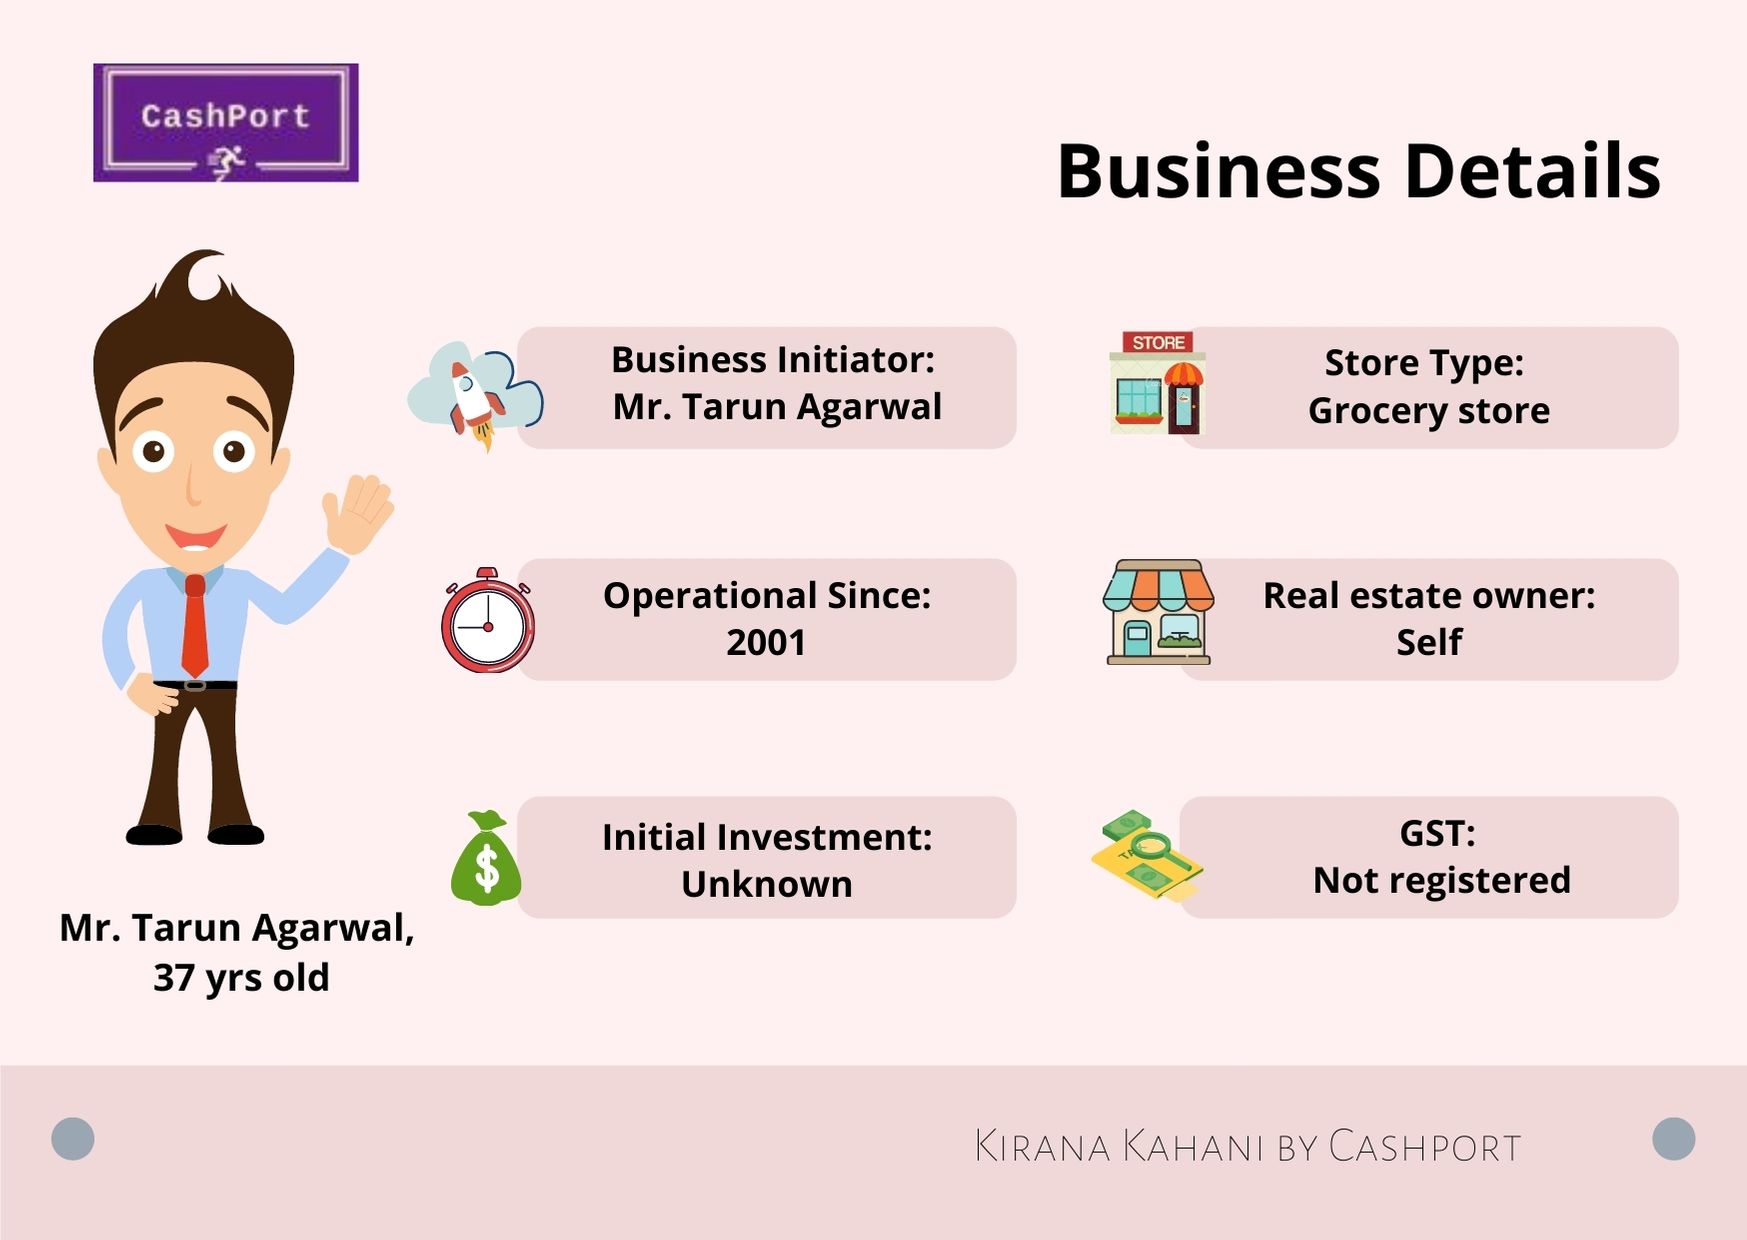 CashPort
Business Details
Business Initiator:
Mr. Tarun Agarwal
STORE
Store Type:
Grocery store
Operational Since:
2001
Real estate owner:
Self
Initial Investment:
Unknown
$
GST:
Not registered
Mr. Tarun Agarwal,
37 yrs old
Kirana Kahani by Cashport